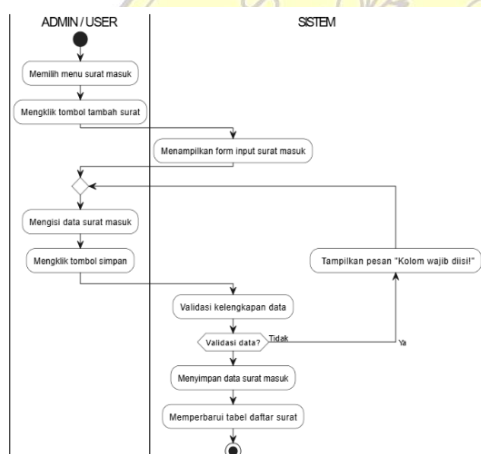 ADMIN / USER
SISTEM
Memilih menu surat masuk
Mengklik tombol tambah surat
Menampilkan form input surat masuk
Mengisi data surat masuk
Mengklik tombol simpan
Tampilkan pesan "Kolom wajib diisi!"
Validasi kelengkapan data
Validasi data?
Tidak
Ya
Menyimpan data surat masuk
Memperbarui tabel daftar surat